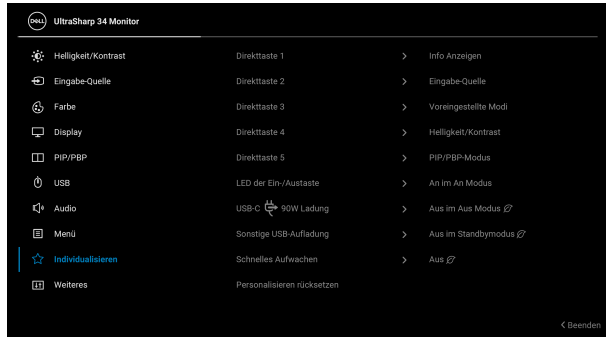 DELL UltraSharp 34 Monitor
Helligkeit/Kontrast Direkttaste 1 > Info Anzeigen
Eingabe-Quelle Direkttaste 2 > Eingabe-Quelle
Farbe Direkttaste 3 > Voreingestellte Modi
Display Direkttaste 4 > Helligkeit/Kontrast
PIP/PBP Direkttaste 5 > PIP/PBP-Modus
USB LED der Ein-/Austaste > An im An Modus
Audio USB-C 90W Ladung > Aus im Aus Modus
Menü Sonstige USB-Aufladung > Aus im Standbymodus
Individualisieren Schnelles Aufwachen > Aus
Weiteres Personalisieren rücksetzen
< Beenden